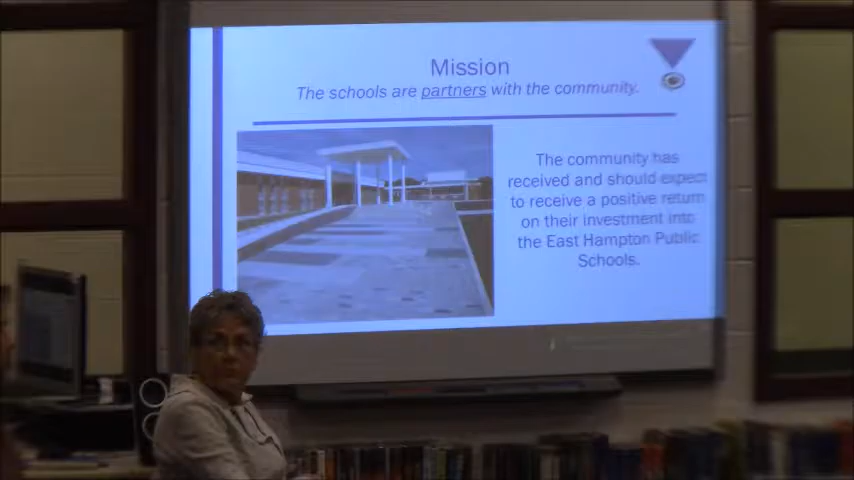 Mission
The schools are partners with the community.
The community has
received and should expect
to receive a positive return
on their investment into
the East Hampton Public
Schools.